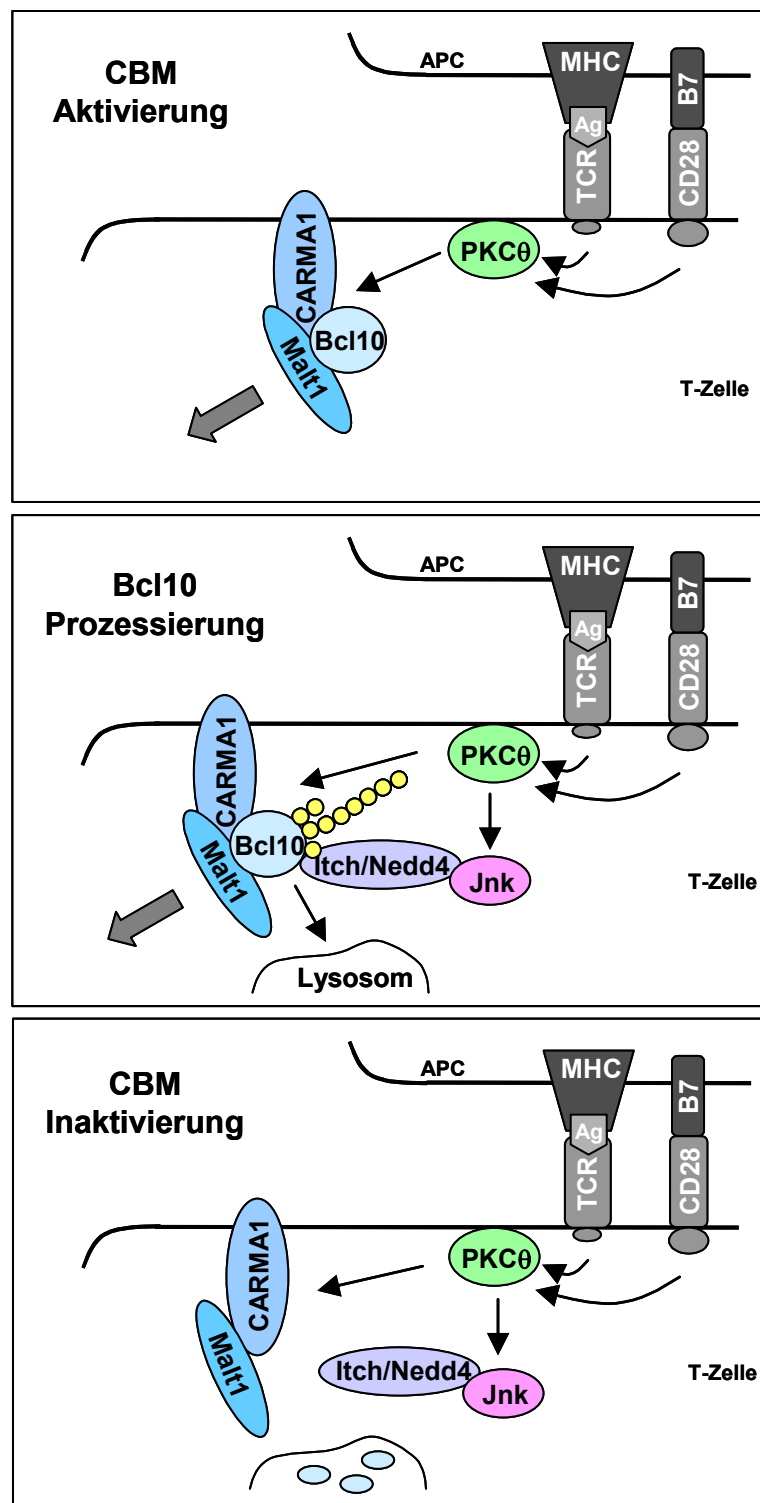 CBM
Aktivierung
APC
MHC
B7
Ag
TCR
CD28
CARMA1
PKCθ
Bcl10
Malt1
T-Zelle
Bcl10
Prozessierung
APC
MHC
B7
Ag
TCR
CD28
CARMA1
PKCθ
Bcl10
Malt1
Itch/Nedd4
Jnk
T-Zelle
Lysosom
CBM
Inaktivierung
APC
MHC
B7
Ag
TCR
CD28
CARMA1
PKCθ
Malt1
Itch/Nedd4
Jnk
T-Zelle